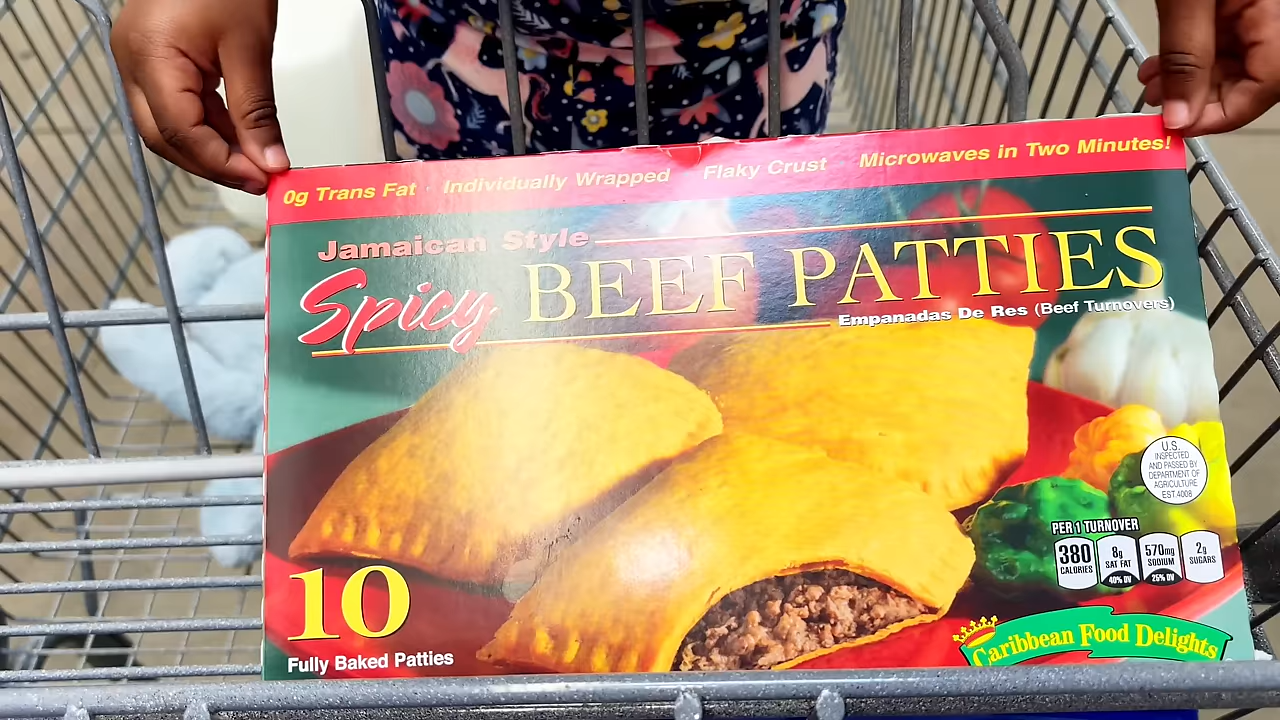 0g Trans Fat · Individually Wrapped Flaky Crust Microwaves in Two Minutes!
Jamaican Style
Spicy BEEF PATTIES
Empanadas De Res (Beef Turnovers)
U.S.
INSPECTED
AND PASSED BY
DEPARTMENT OF
AGRICULTURE
EST.4008
PER 1 TURNOVER
380 CALORIES
8g SAT FAT 40% DV
570mg SODIUM 25% DV
2g SUGARS
10
Fully Baked Patties
Caribbean Food Delights